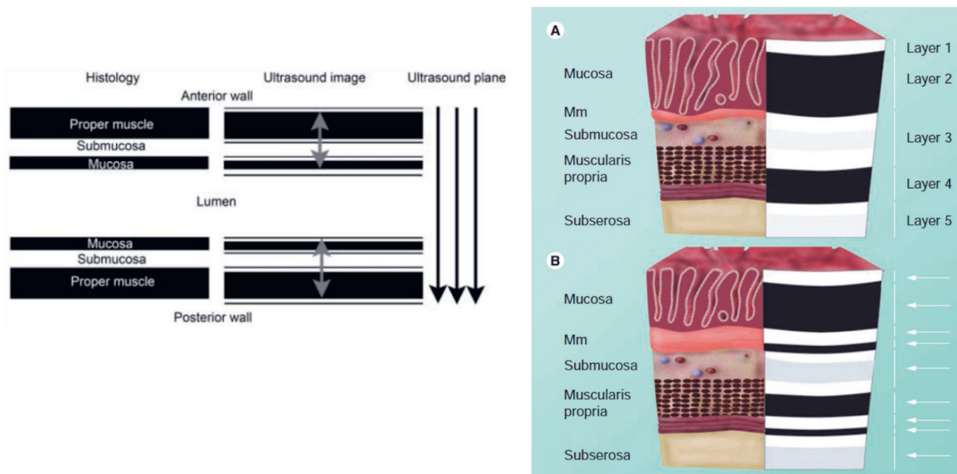 Histology
Ultrasound image
Ultrasound plane
Anterior wall
Proper muscle
Submucosa
Mucosa
Lumen
Mucosa
Submucosa
Proper muscle
Posterior wall
A
Mucosa
Mm
Submucosa
Muscularis
propria
Subserosa
Layer 1
Layer 2
Layer 3
Layer 4
Layer 5
B
Mucosa
Mm
Submucosa
Muscularis
propria
Subserosa